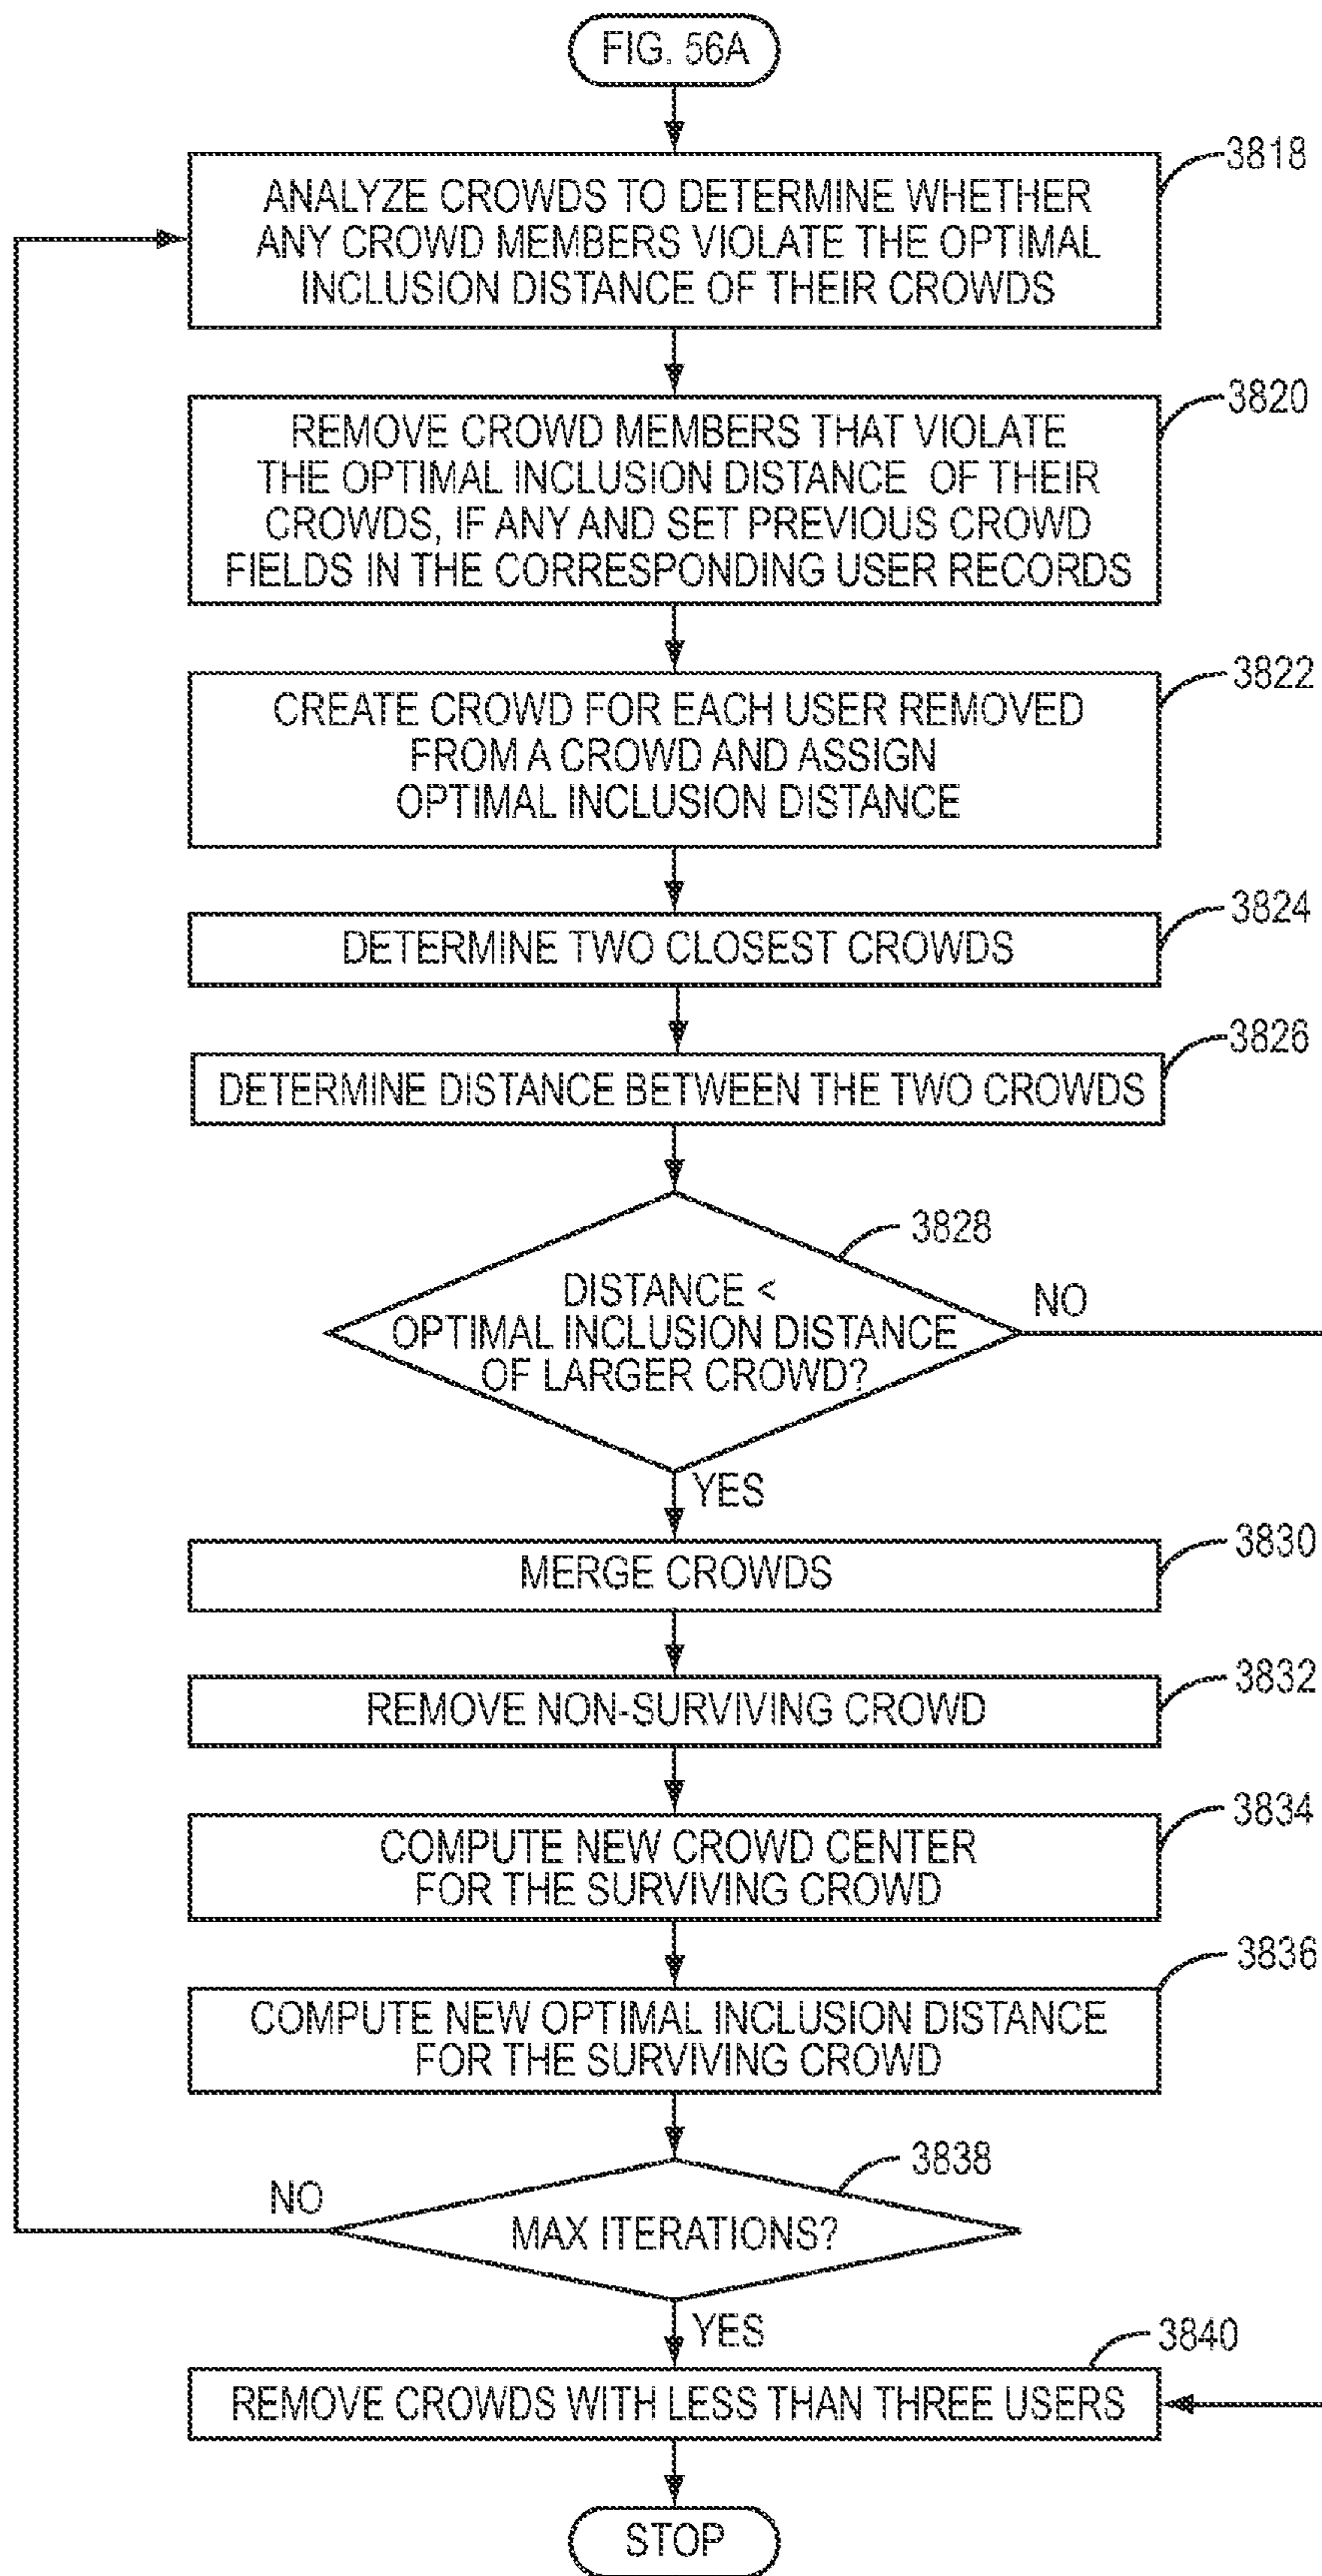 FIG. 56A
3818
ANALYZE CROWDS TO DETERMINE WHETHER
ANY CROWD MEMBERS VIOLATE THE OPTIMAL
INCLUSION DISTANCE OF THEIR CROWDS
3820
REMOVE CROWD MEMBERS THAT VIOLATE
THE OPTIMAL INCLUSION DISTANCE OF THEIR
CROWDS, IF ANY AND SET PREVIOUS CROWD
FIELDS IN THE CORRESPONDING USER RECORDS
3822
CREATE CROWD FOR EACH USER REMOVED
FROM A CROWD AND ASSIGN
OPTIMAL INCLUSION DISTANCE
3824
DETERMINE TWO CLOSEST CROWDS
3826
DETERMINE DISTANCE BETWEEN THE TWO CROWDS
3828
DISTANCE <
OPTIMAL INCLUSION DISTANCE
OF LARGER CROWD?
NO
YES
3830
MERGE CROWDS
3832
REMOVE NON-SURVIVING CROWD
3834
COMPUTE NEW CROWD CENTER
FOR THE SURVIVING CROWD
3836
COMPUTE NEW OPTIMAL INCLUSION DISTANCE
FOR THE SURVIVING CROWD
3838
NO
MAX ITERATIONS?
YES
3840
REMOVE CROWDS WITH LESS THAN THREE USERS
STOP